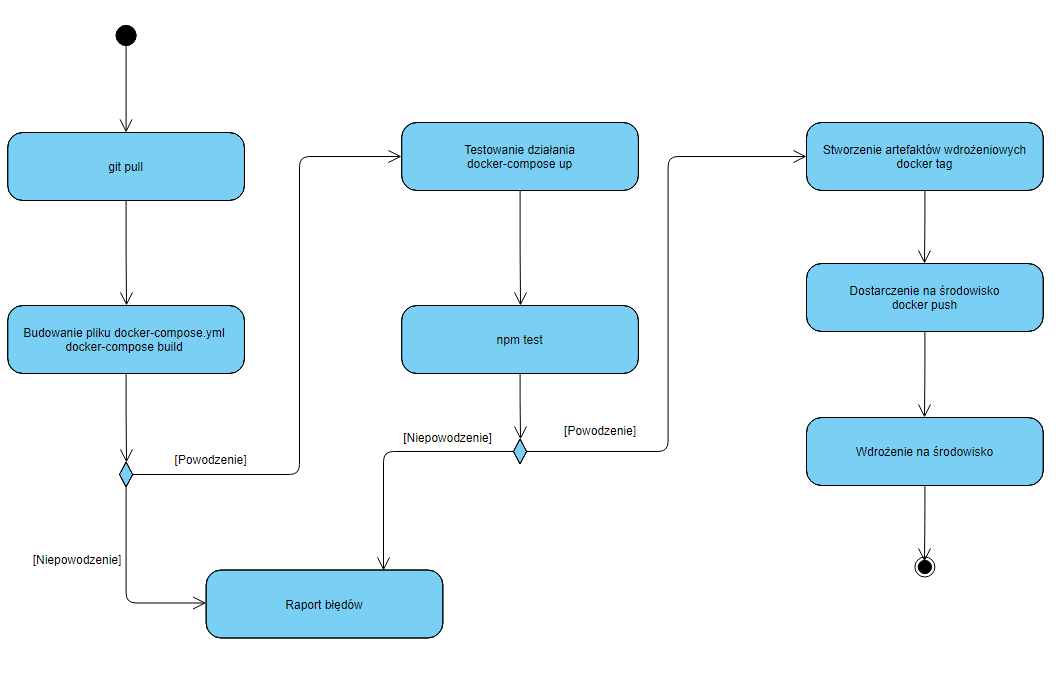 git pull
Budowanie pliku docker-compose.yml
docker-compose build
[Powodzenie]
[Niepowodzenie]
Testowanie działania
docker-compose up
npm test
[Niepowodzenie]
[Powodzenie]
Raport błędów
Stworzenie artefaktów wdrożeniowych
docker tag
Dostarczenie na środowisko
docker push
Wdrożenie na środowisko